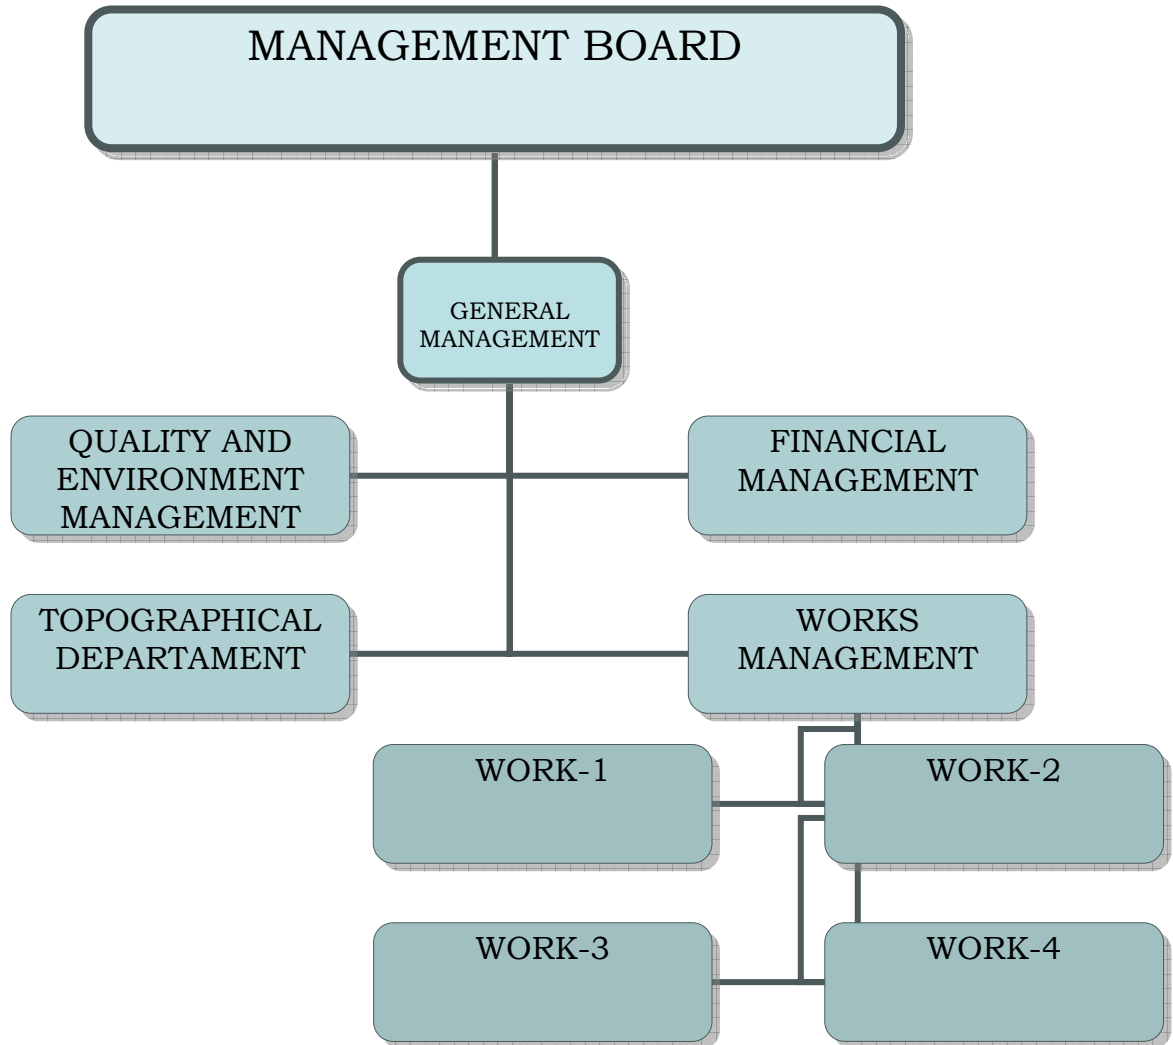 MANAGEMENT BOARD
GENERAL
MANAGEMENT
QUALITY AND
ENVIRONMENT
MANAGEMENT
FINANCIAL
MANAGEMENT
TOPOGRAPHICAL
DEPARTAMENT
WORKS
MANAGEMENT
WORK-1
WORK-2
WORK-3
WORK-4